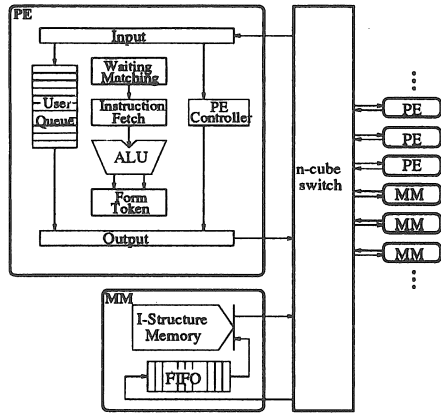 PE
Input
Waiting
Matching
User
Queue
Instruction
Fetch
PE
Controller
ALU
Form
Token
Output
n-cube
switch
PE
PE
PE
MM
MM
MM
MM
I-Structure
Memory
FIFO